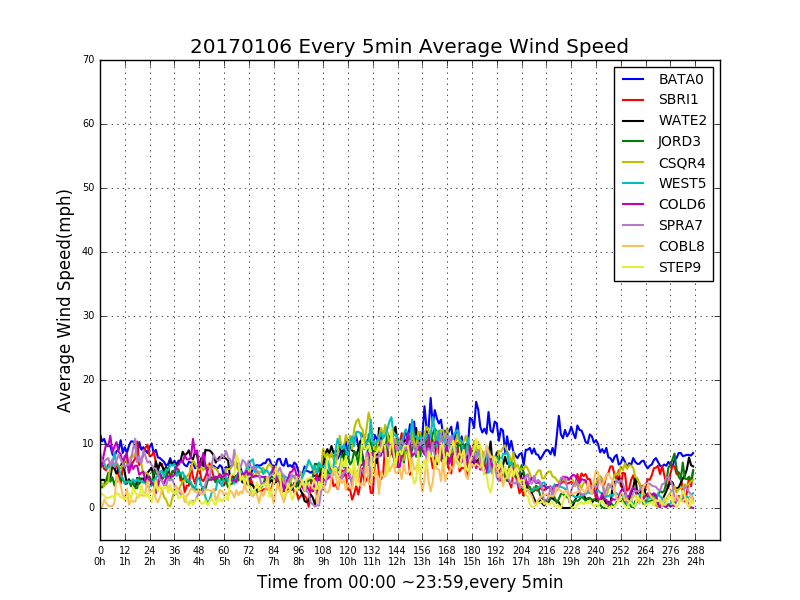 20170106 Every 5min Average Wind Speed
70
60
50
40
30
20
10
0
Average Wind Speed(mph)
BATA0
SBRI1
WATE2
JORD3
CSQR4
WEST5
COLD6
SPRA7
COBL8
STEP9
0 12 24 36 48 60 72 84 96 108 120 132 144 156 168 180 192 204 216 228 240 252 264 276 288
0h 1h 2h 3h 4h 5h 6h 7h 8h 9h 10h 11h 12h 13h 14h 15h 16h 17h 18h 19h 20h 21h 22h 23h 24h
Time from 00:00 ~23:59,every 5min